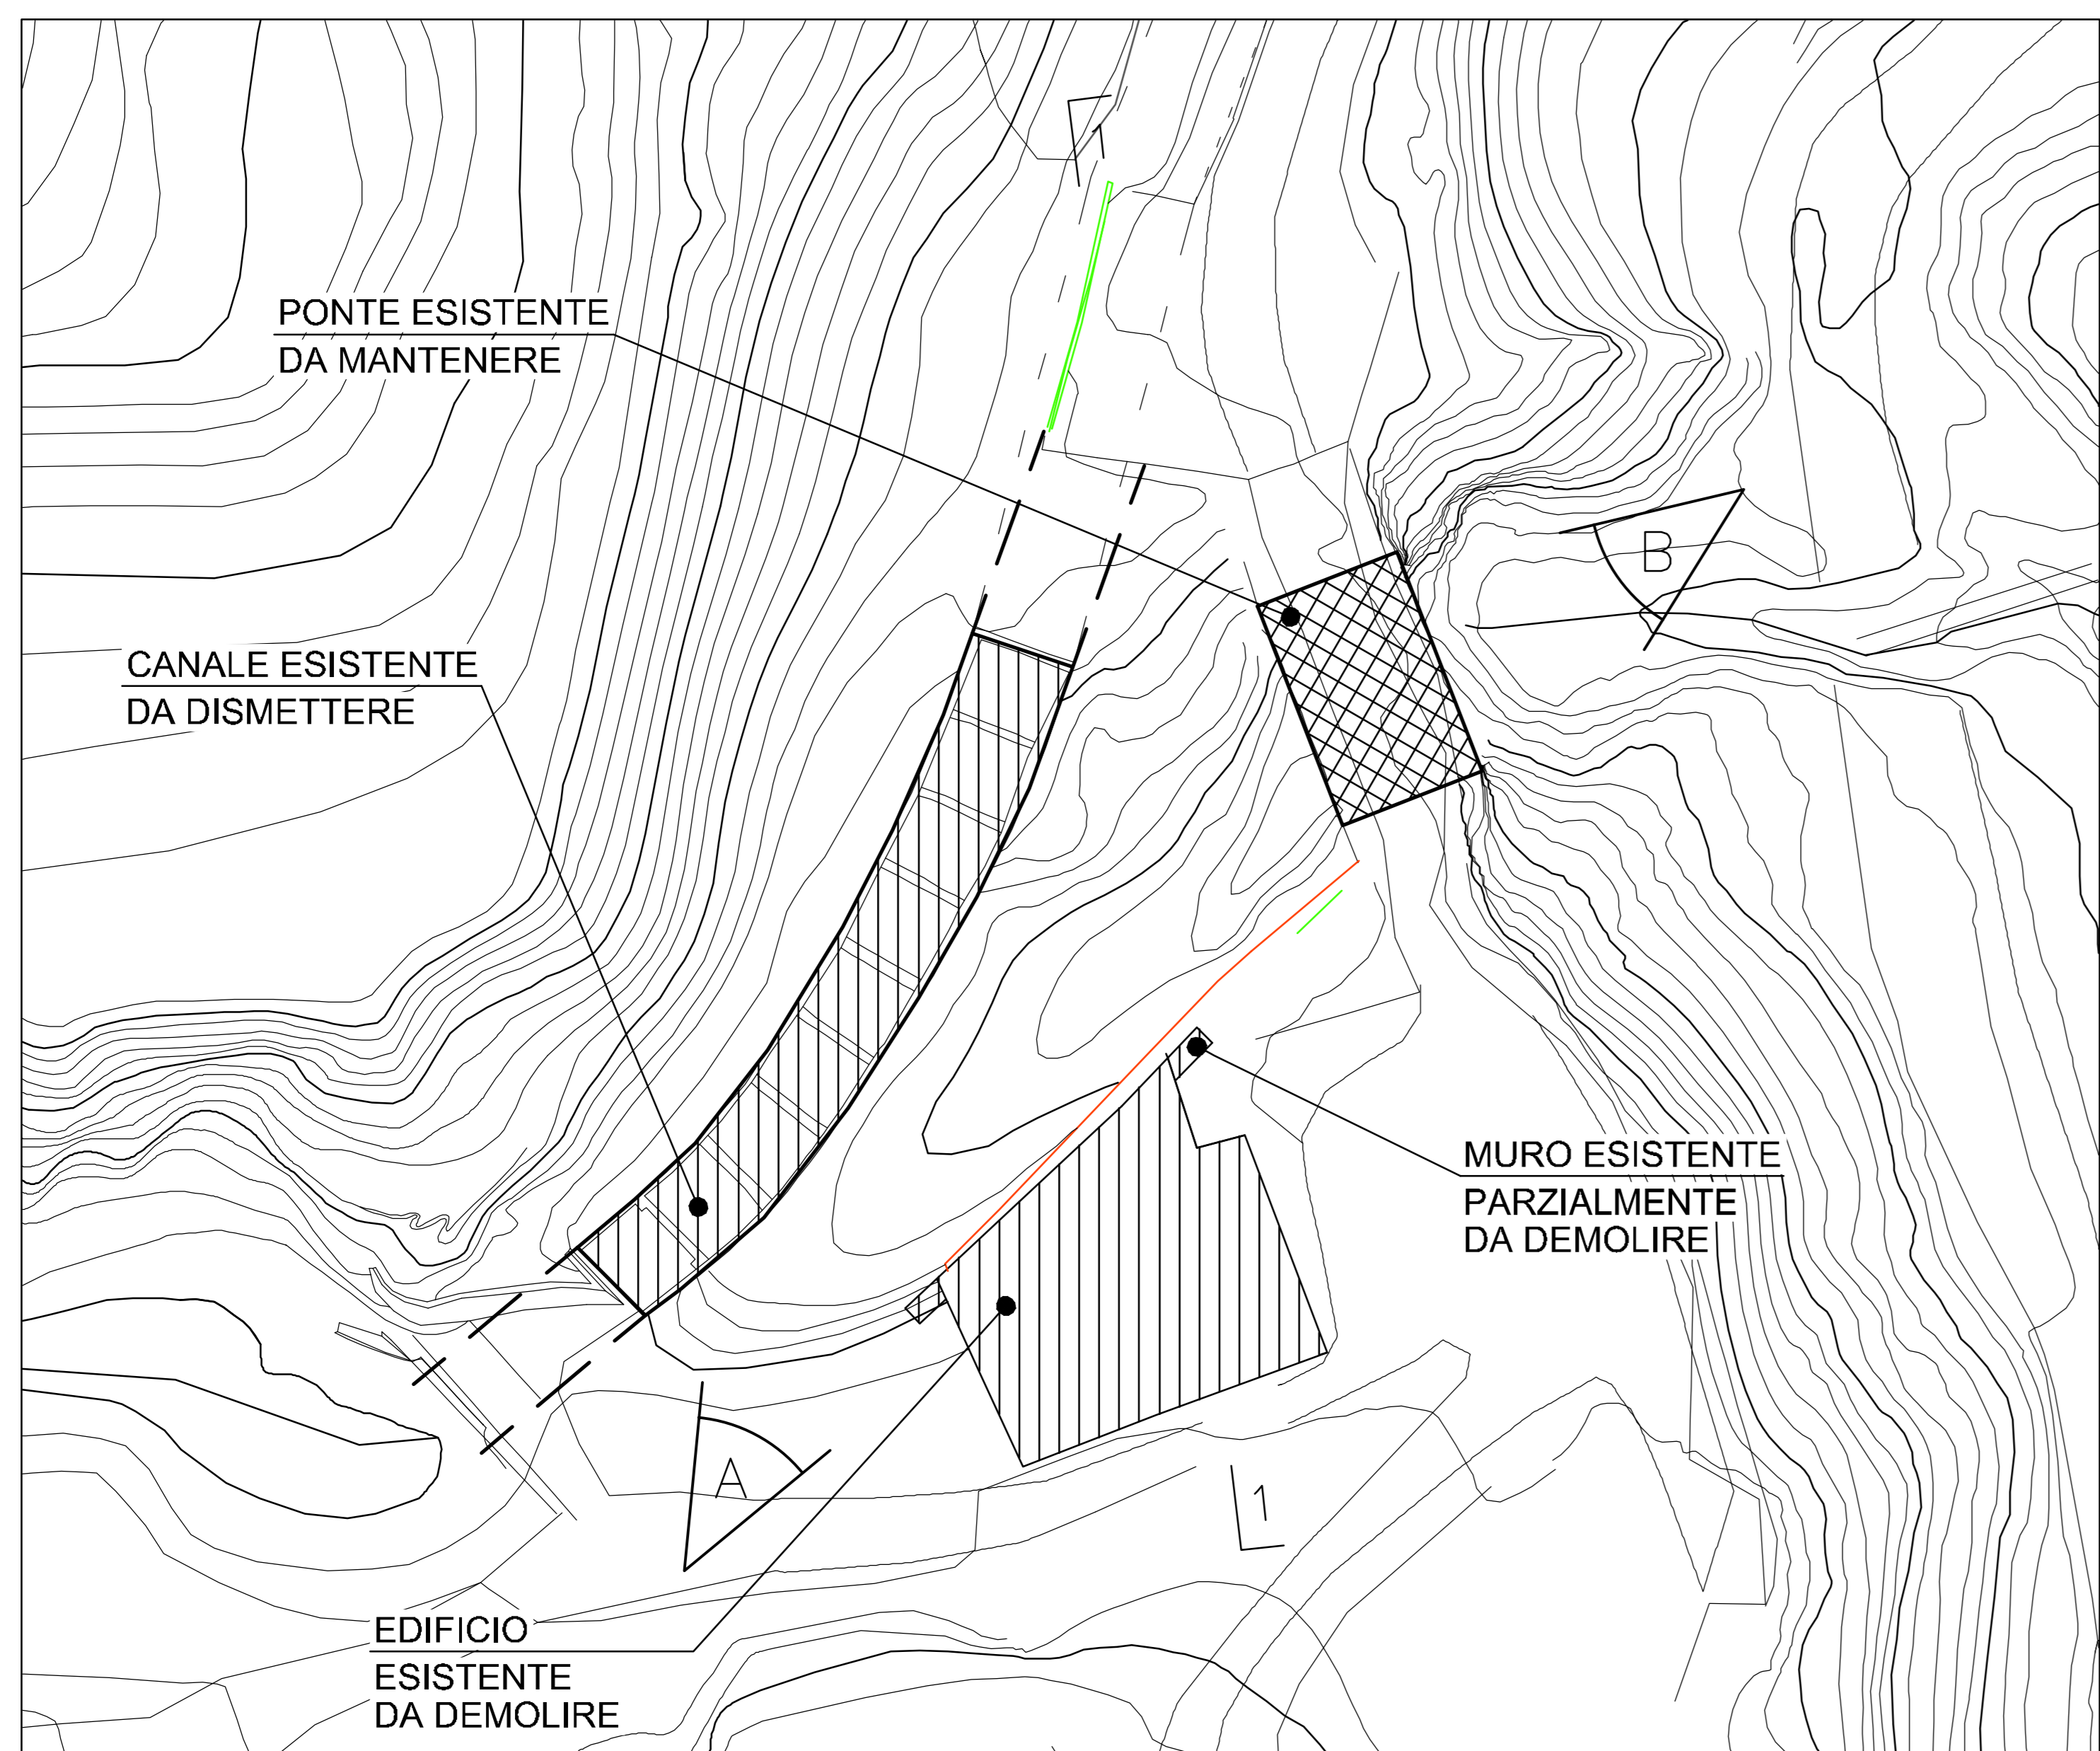 1
PONTE ESISTENTE
DA MANTENERE
B
CANALE ESISTENTE
DA DISMETTERE
MURO ESISTENTE
PARZIALMENTE
DA DEMOLIRE
A
1
EDIFICIO
ESISTENTE
DA DEMOLIRE